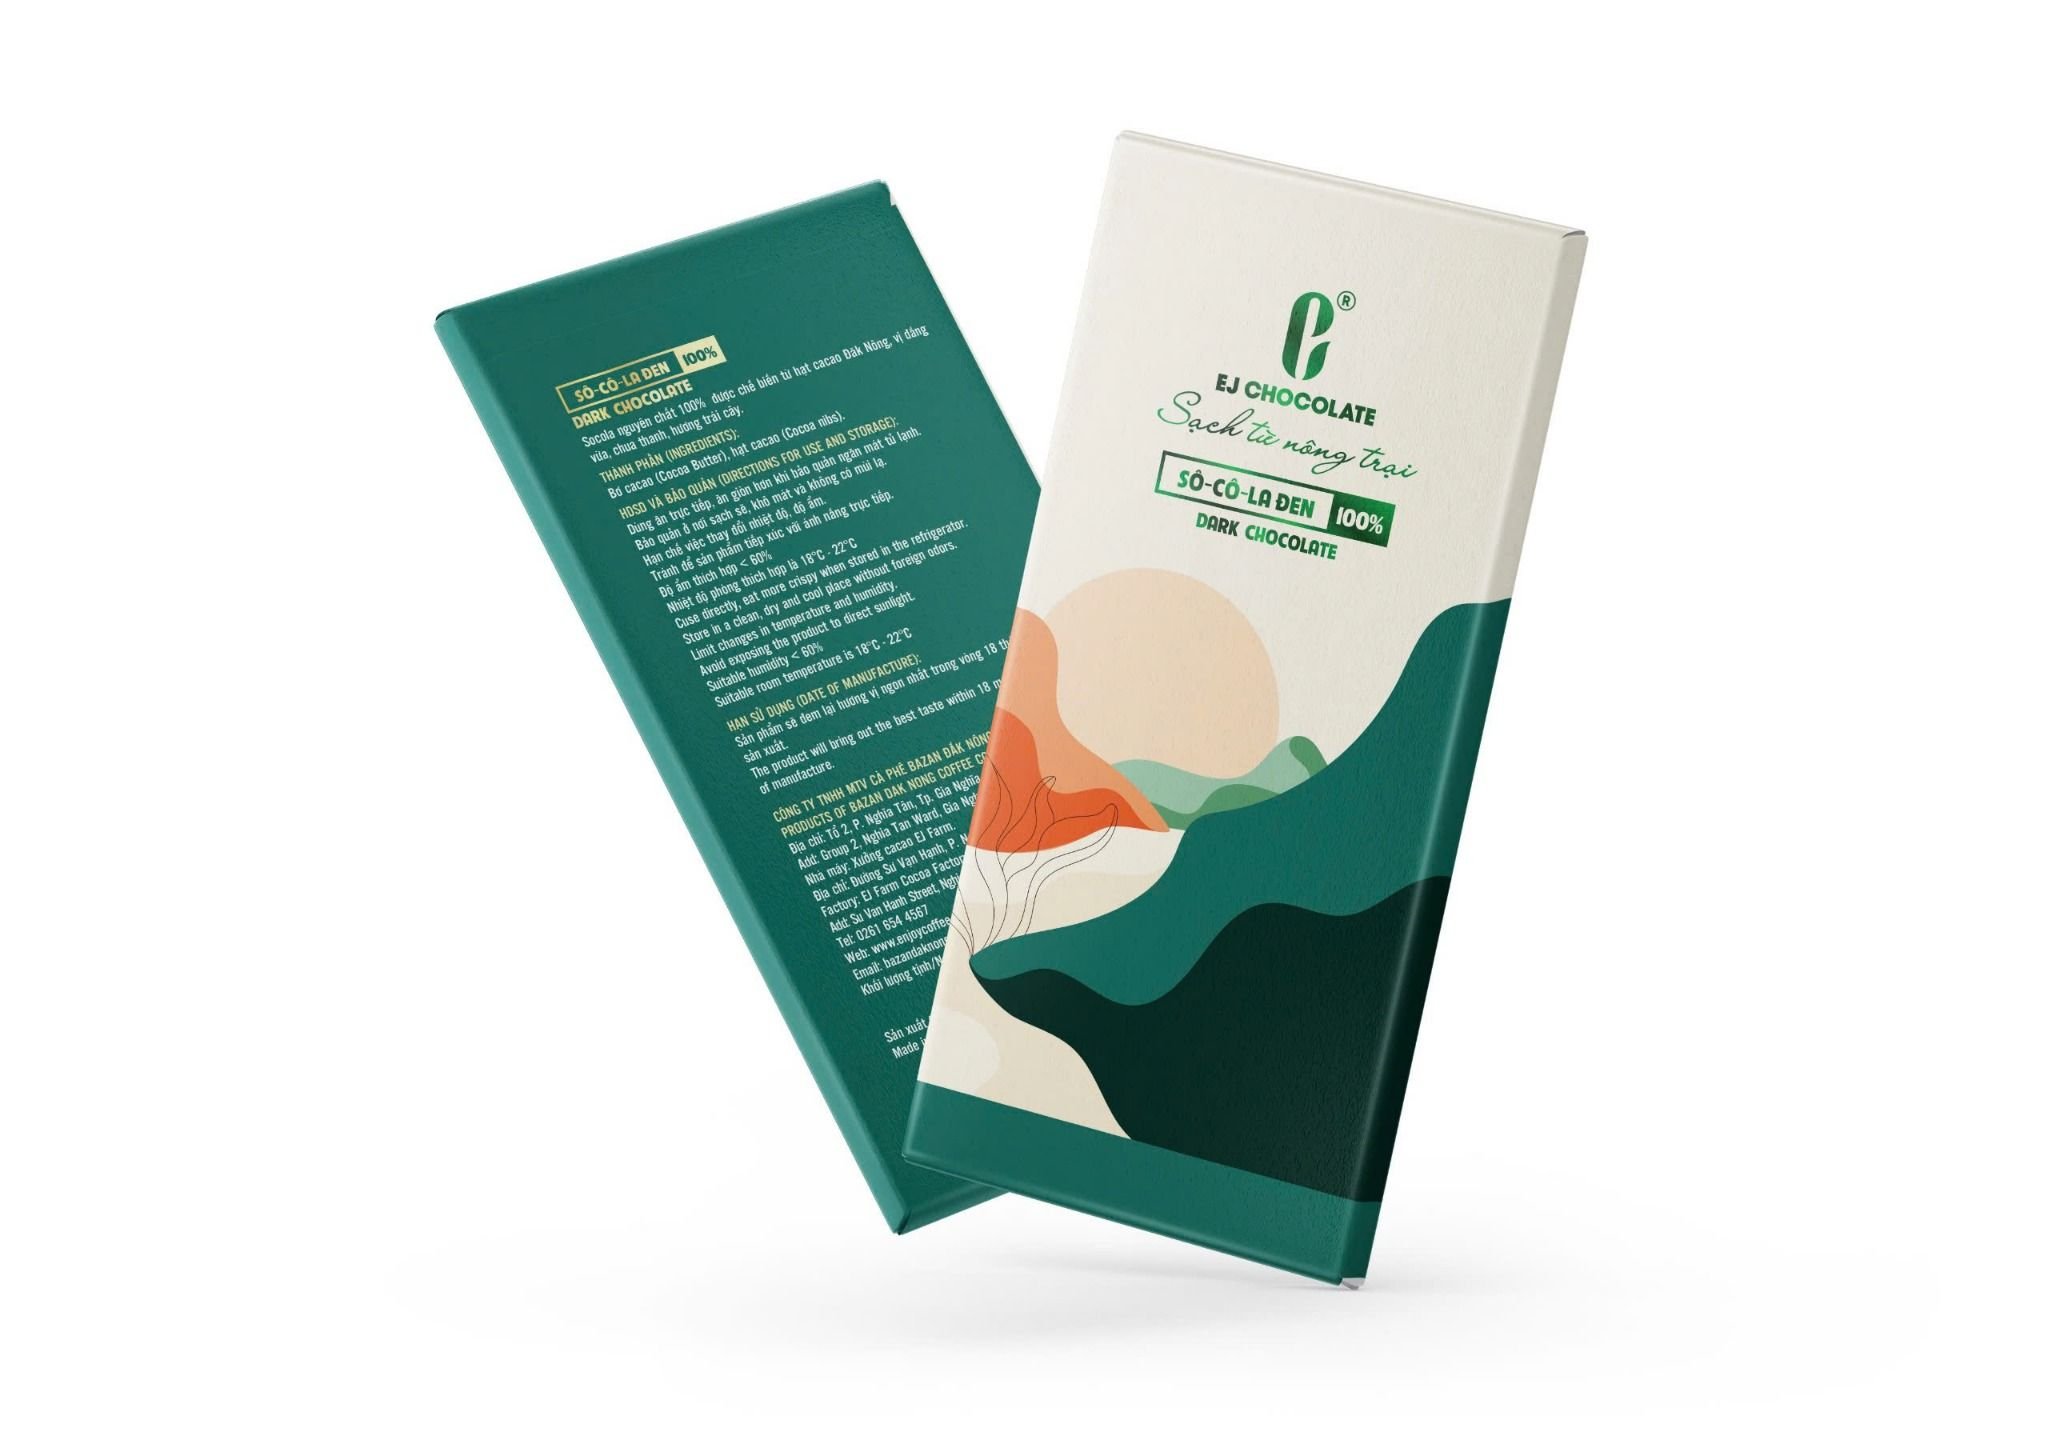 SÔ-CÔ-LA ĐEN 100%
DARK CHOCOLATE
Socola nguyên chất 100% được chế biến từ hạt cacao Đăk Nông, vị đắng
vừa, chua thanh, hương trái cây.
THÀNH PHẦN (INGREDIENTS):
Bơ cacao (Cocoa Butter), hạt cacao (Cocoa nibs).
HDSD VÀ BẢO QUẢN (DIRECTIONS FOR USE AND STORAGE):
Dùng ăn trực tiếp, ăn giòn hơn khi bảo quản ngăn mát tủ lạnh.
Bảo quản ở nơi sạch sẽ, khô mát và không có mùi lạ.
Hạn chế việc thay đổi nhiệt độ, độ ẩm.
Tránh để sản phẩm tiếp xúc với ánh nắng trực tiếp.
Độ ẩm thích hợp < 60%
Nhiệt độ phòng thích hợp là 18°C - 22°C
Cuse directly, eat more crispy when stored in the refrigerator.
Store in a clean, dry and cool place without foreign odors.
Limit changes in temperature and humidity.
Avoid exposing the product to direct sunlight.
Suitable humidity < 60%
Suitable room temperature is 18°C - 22°C
HẠN SỬ DỤNG (DATE OF MANUFACTURE):
Sản phẩm sẽ đem lại hương vị ngon nhất trong vòng 18 th
sản xuất.
The product will bring out the best taste within 18 m
of manufacture.
CÔNG TY TNHH MTV CÀ PHÊ BAZAN ĐẮK NÔNG
PRODUCTS OF BAZAN DAK NONG COFFEE CO
Địa chỉ: Tổ 2, P. Nghĩa Tân, Tp. Gia Nghĩa
Add: Group 2, Nghia Tan Ward, Gia Ngh
Nhà máy: Xưởng cacao EJ Farm.
Địa chỉ: Đường Sư Vạn Hạnh, P. N
Factory: EJ Farm Cocoa Factor
Add: Su Van Hanh Street, Nghi
Tel: 0261 654 4567
Web: www.enjoycoffee
Email: bazandaknong
Khối lượng tịnh/N
Sản xuất
Made i
®
EJ CHOCOLATE
Sạch từ nông trại
SÔ-CÔ-LA ĐEN 100%
DARK CHOCOLATE